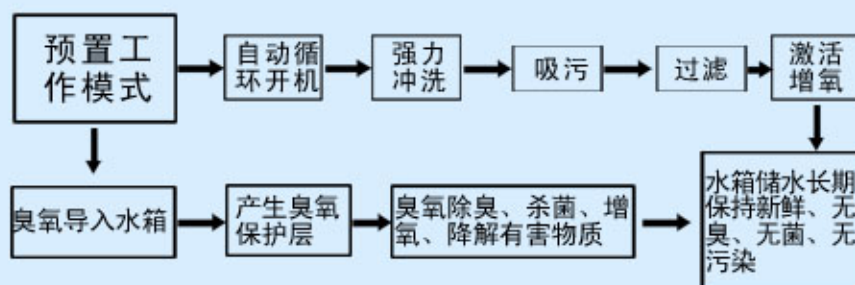 预置工
作模式
自动循
环开机
强力
冲洗
吸污
过滤
激活
增氧
臭氧导入水箱
产生臭氧
保护层
臭氧除臭、杀菌、增
氧、降解有害物质
水箱储水长期
保持新鲜、无
臭、无菌、无
污染